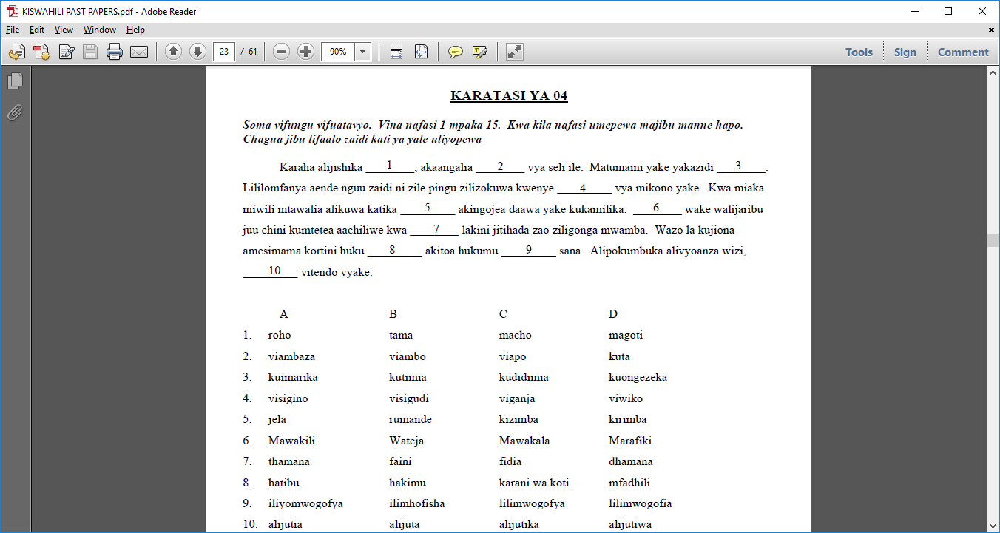 KISWAHILI PAST PAPERS.pdf - Adobe Reader
File Edit View Window Help
23 / 61 90% Tools Sign Comment
KARATASI YA 04
Soma vifungu vifuatavyo. Vina nafasi 1 mpaka 15. Kwa kila nafasi umepewa majibu manne hapo.
Chagua jibu lifaalo zaidi kati ya yale uliyopewa
Karaha alijishika ___1___, akaangalia ___2___ vya seli ile. Matumaini yake yakazidi ___3___.
Lililomfanya aende nguu zaidi ni zile pingu zilizokuwa kwenye ___4___ vya mikono yake. Kwa miaka
miwili mtawalia alikuwa katika ___5___ akingojea daawa yake kukamilika. ___6___ wake walijaribu
juu chini kumtetea aachiliwe kwa ___7___ lakini jitihada zao ziligonga mwamba. Wazo la kujiona
amesimama kortini huku ___8___ akitoa hukumu ___9___ sana. Alipokumbuka alivyoanza wizi,
___10___ vitendo vyake.
A B C D
1. roho tama macho magoti
2. viambaza viambo viapo kuta
3. kuimarika kutimia kudidimia kuongezeka
4. visigino visigudi viganja viwiko
5. jela rumande kizimba kirimba
6. Mawakili Wateja Mawakala Marafiki
7. thamana faini fidia dhamana
8. hatibu hakimu karani wa koti mfadhili
9. iliyomwogofya ilimhofisha lilimwogofya lilimwogofia
10. alijutia alijuta alijutika alijutiwa